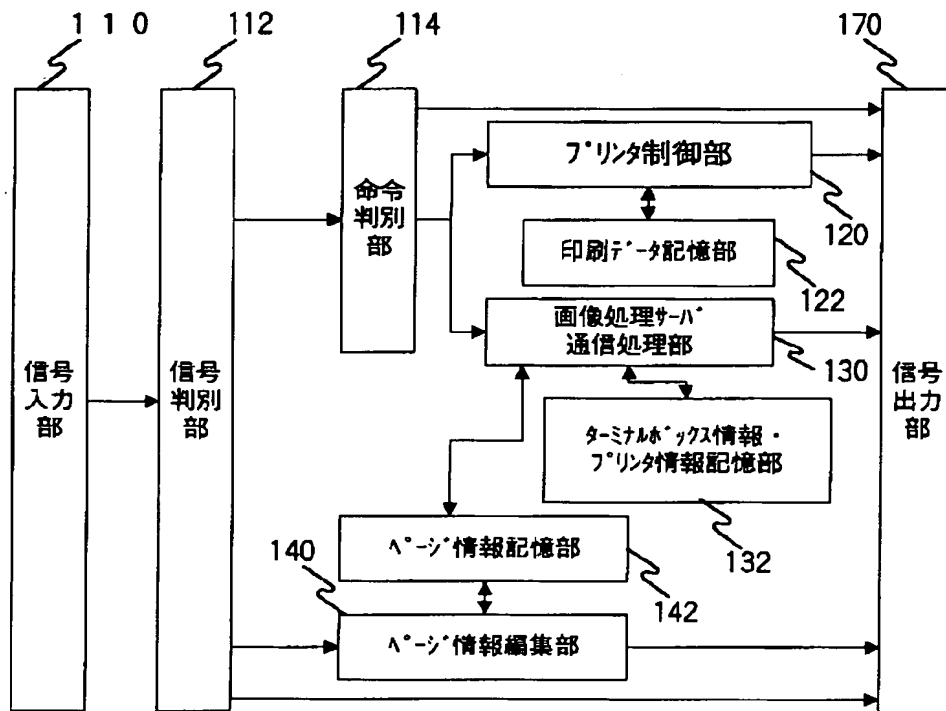 １１０
112
114
170
プリンタ制御部
120
命令
判別
部
印刷データ記憶部
122
画像処理サーバ
通信処理部
130
信号
入力
部
信号
判別
部
信号
出力
部
ターミナルボックス情報・
プリンタ情報記憶部
132
ページ情報記憶部
142
140
ページ情報編集部